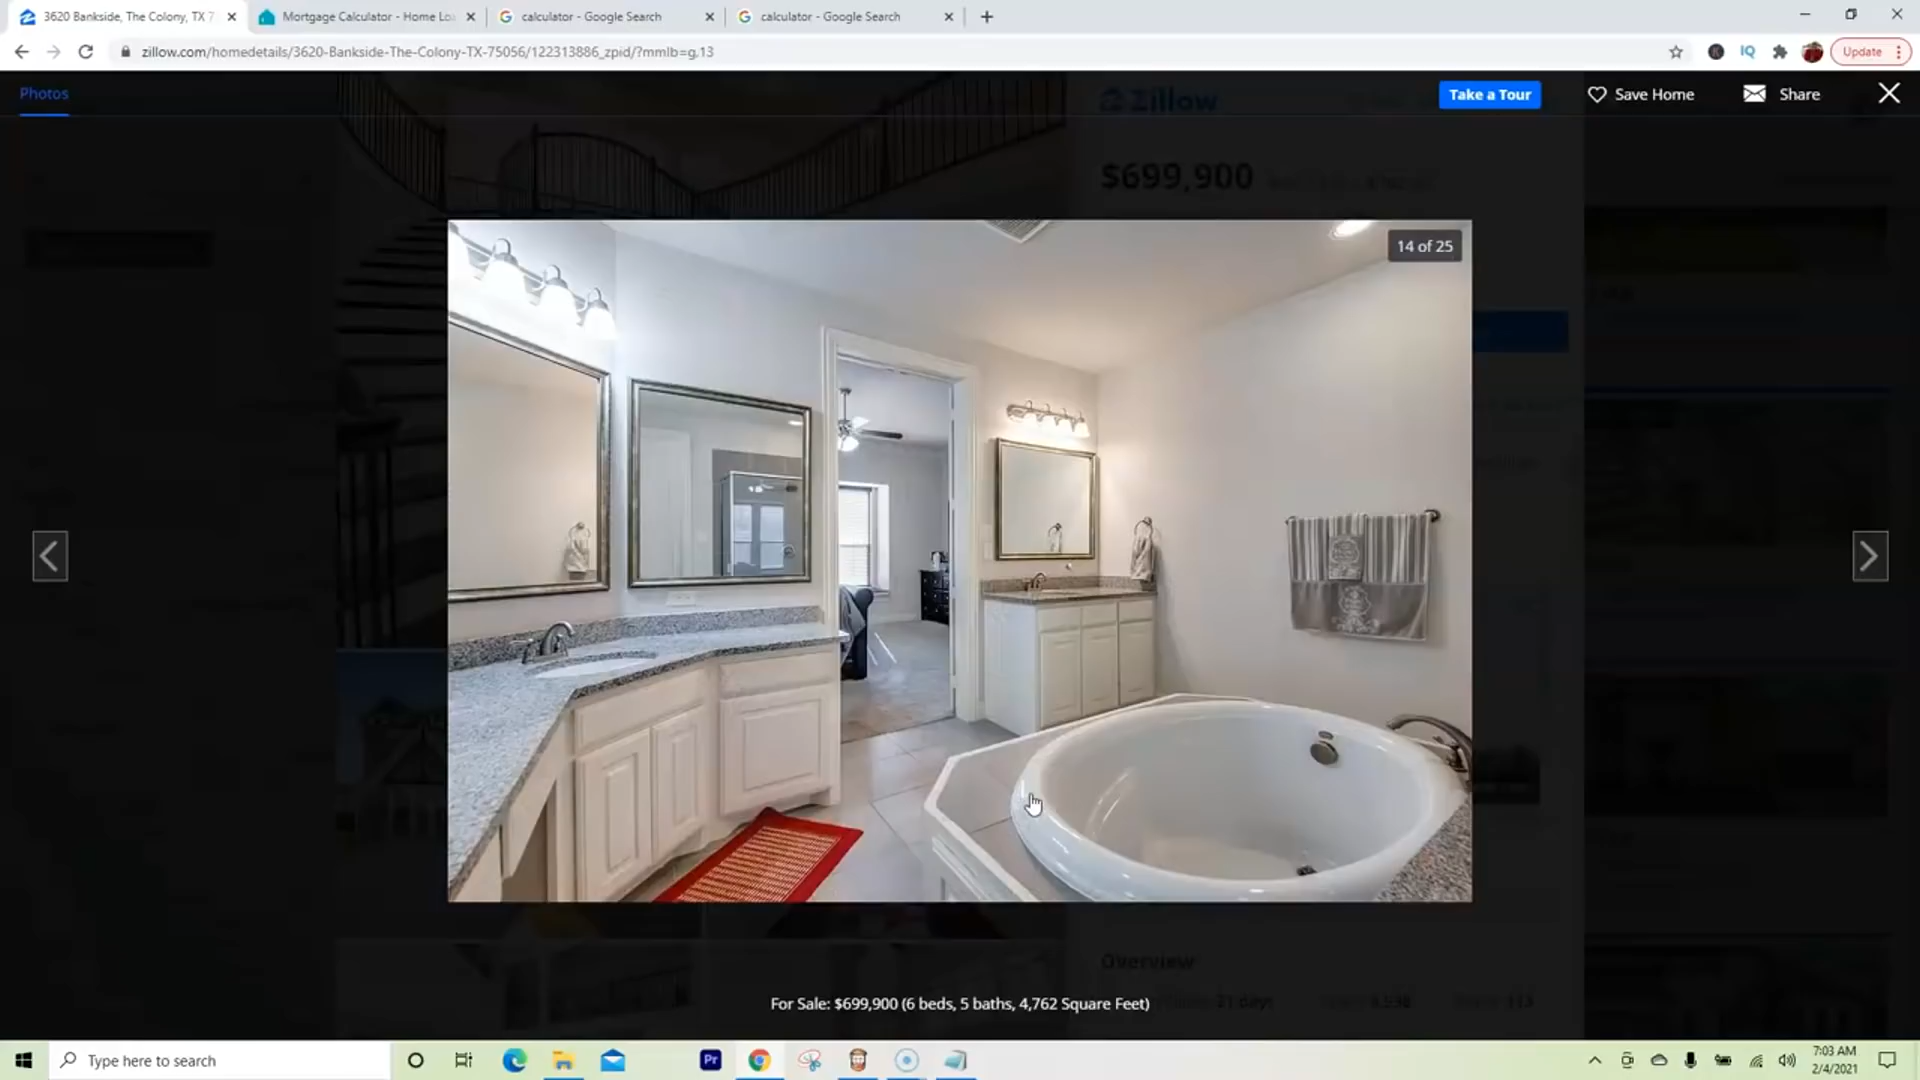 3620 Bankside, The Colony, TX 7
Mortgage Calculator - Home Lo
calculator - Google Search
calculator - Google Search
zillow.com/homedetails/3620-Bankside-The-Colony-TX-75056/122313886_zpid/?mmlb=g,13
IQ
Update
Photos
Zillow
Take a Tour
Save Home
Share
$699,900
14 of 25
Overview
For Sale: $699,900 (6 beds, 5 baths, 4,762 Square Feet)
Type here to search
Pr
7:03 AM
2/4/2021